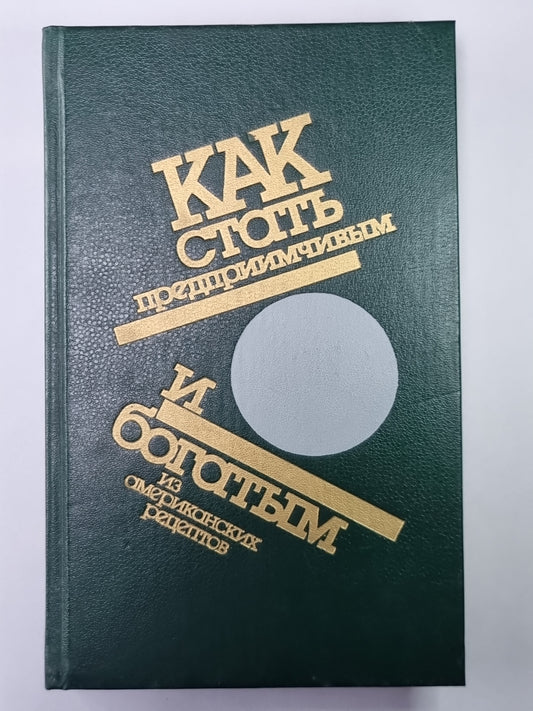 КАК
стать
предприимчивым
и
богатым
из
американских
рецептов